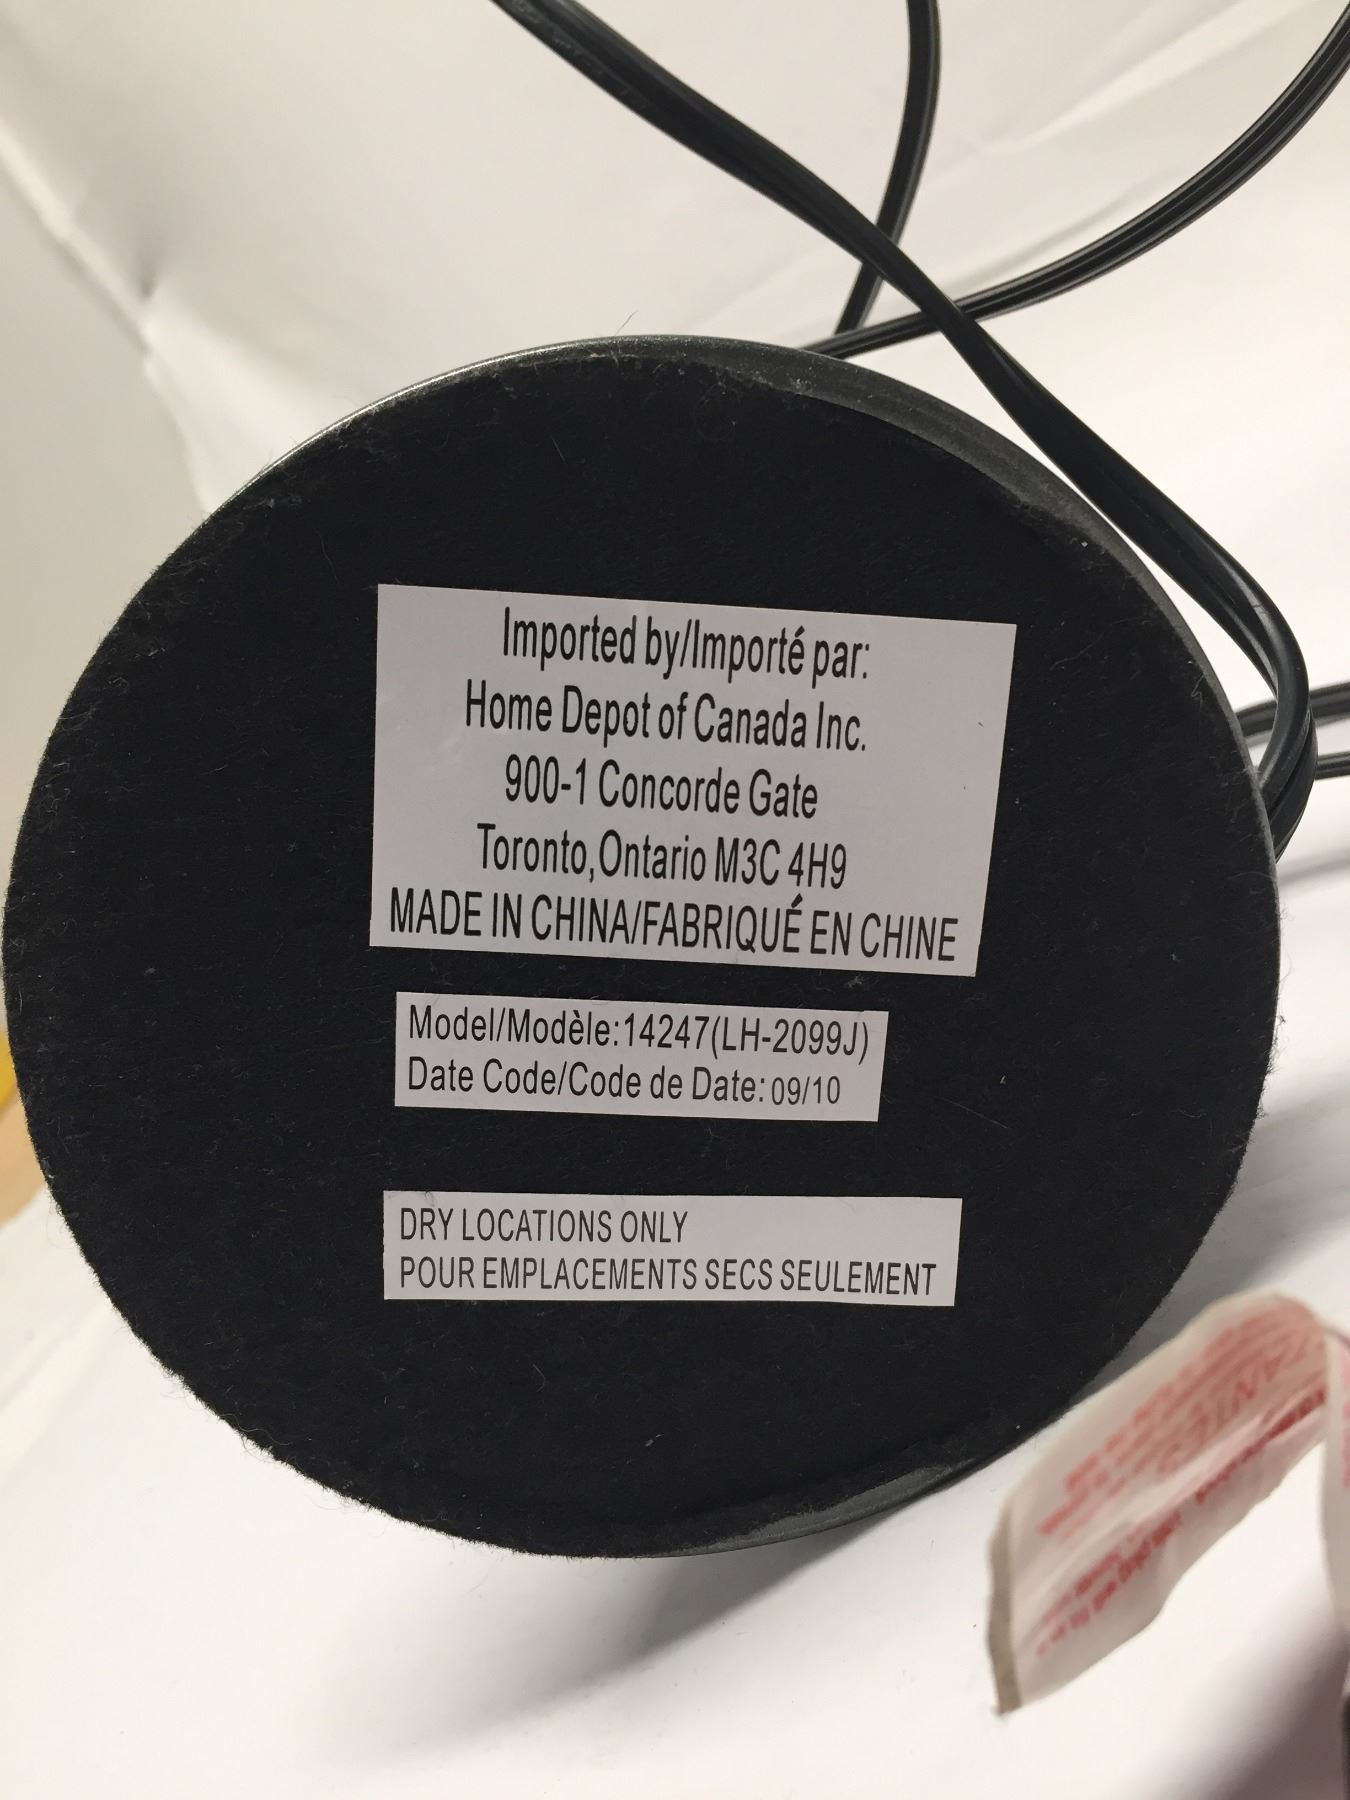 Imported by/Importé par:
Home Depot of Canada Inc.
900-1 Concorde Gate
Toronto,Ontario M3C 4H9
MADE IN CHINA/FABRIQUÉ EN CHINE
Model/Modèle:14247(LH-2099J)
Date Code/Code de Date: 09/10
DRY LOCATIONS ONLY
POUR EMPLACEMENTS SECS SEULEMENT